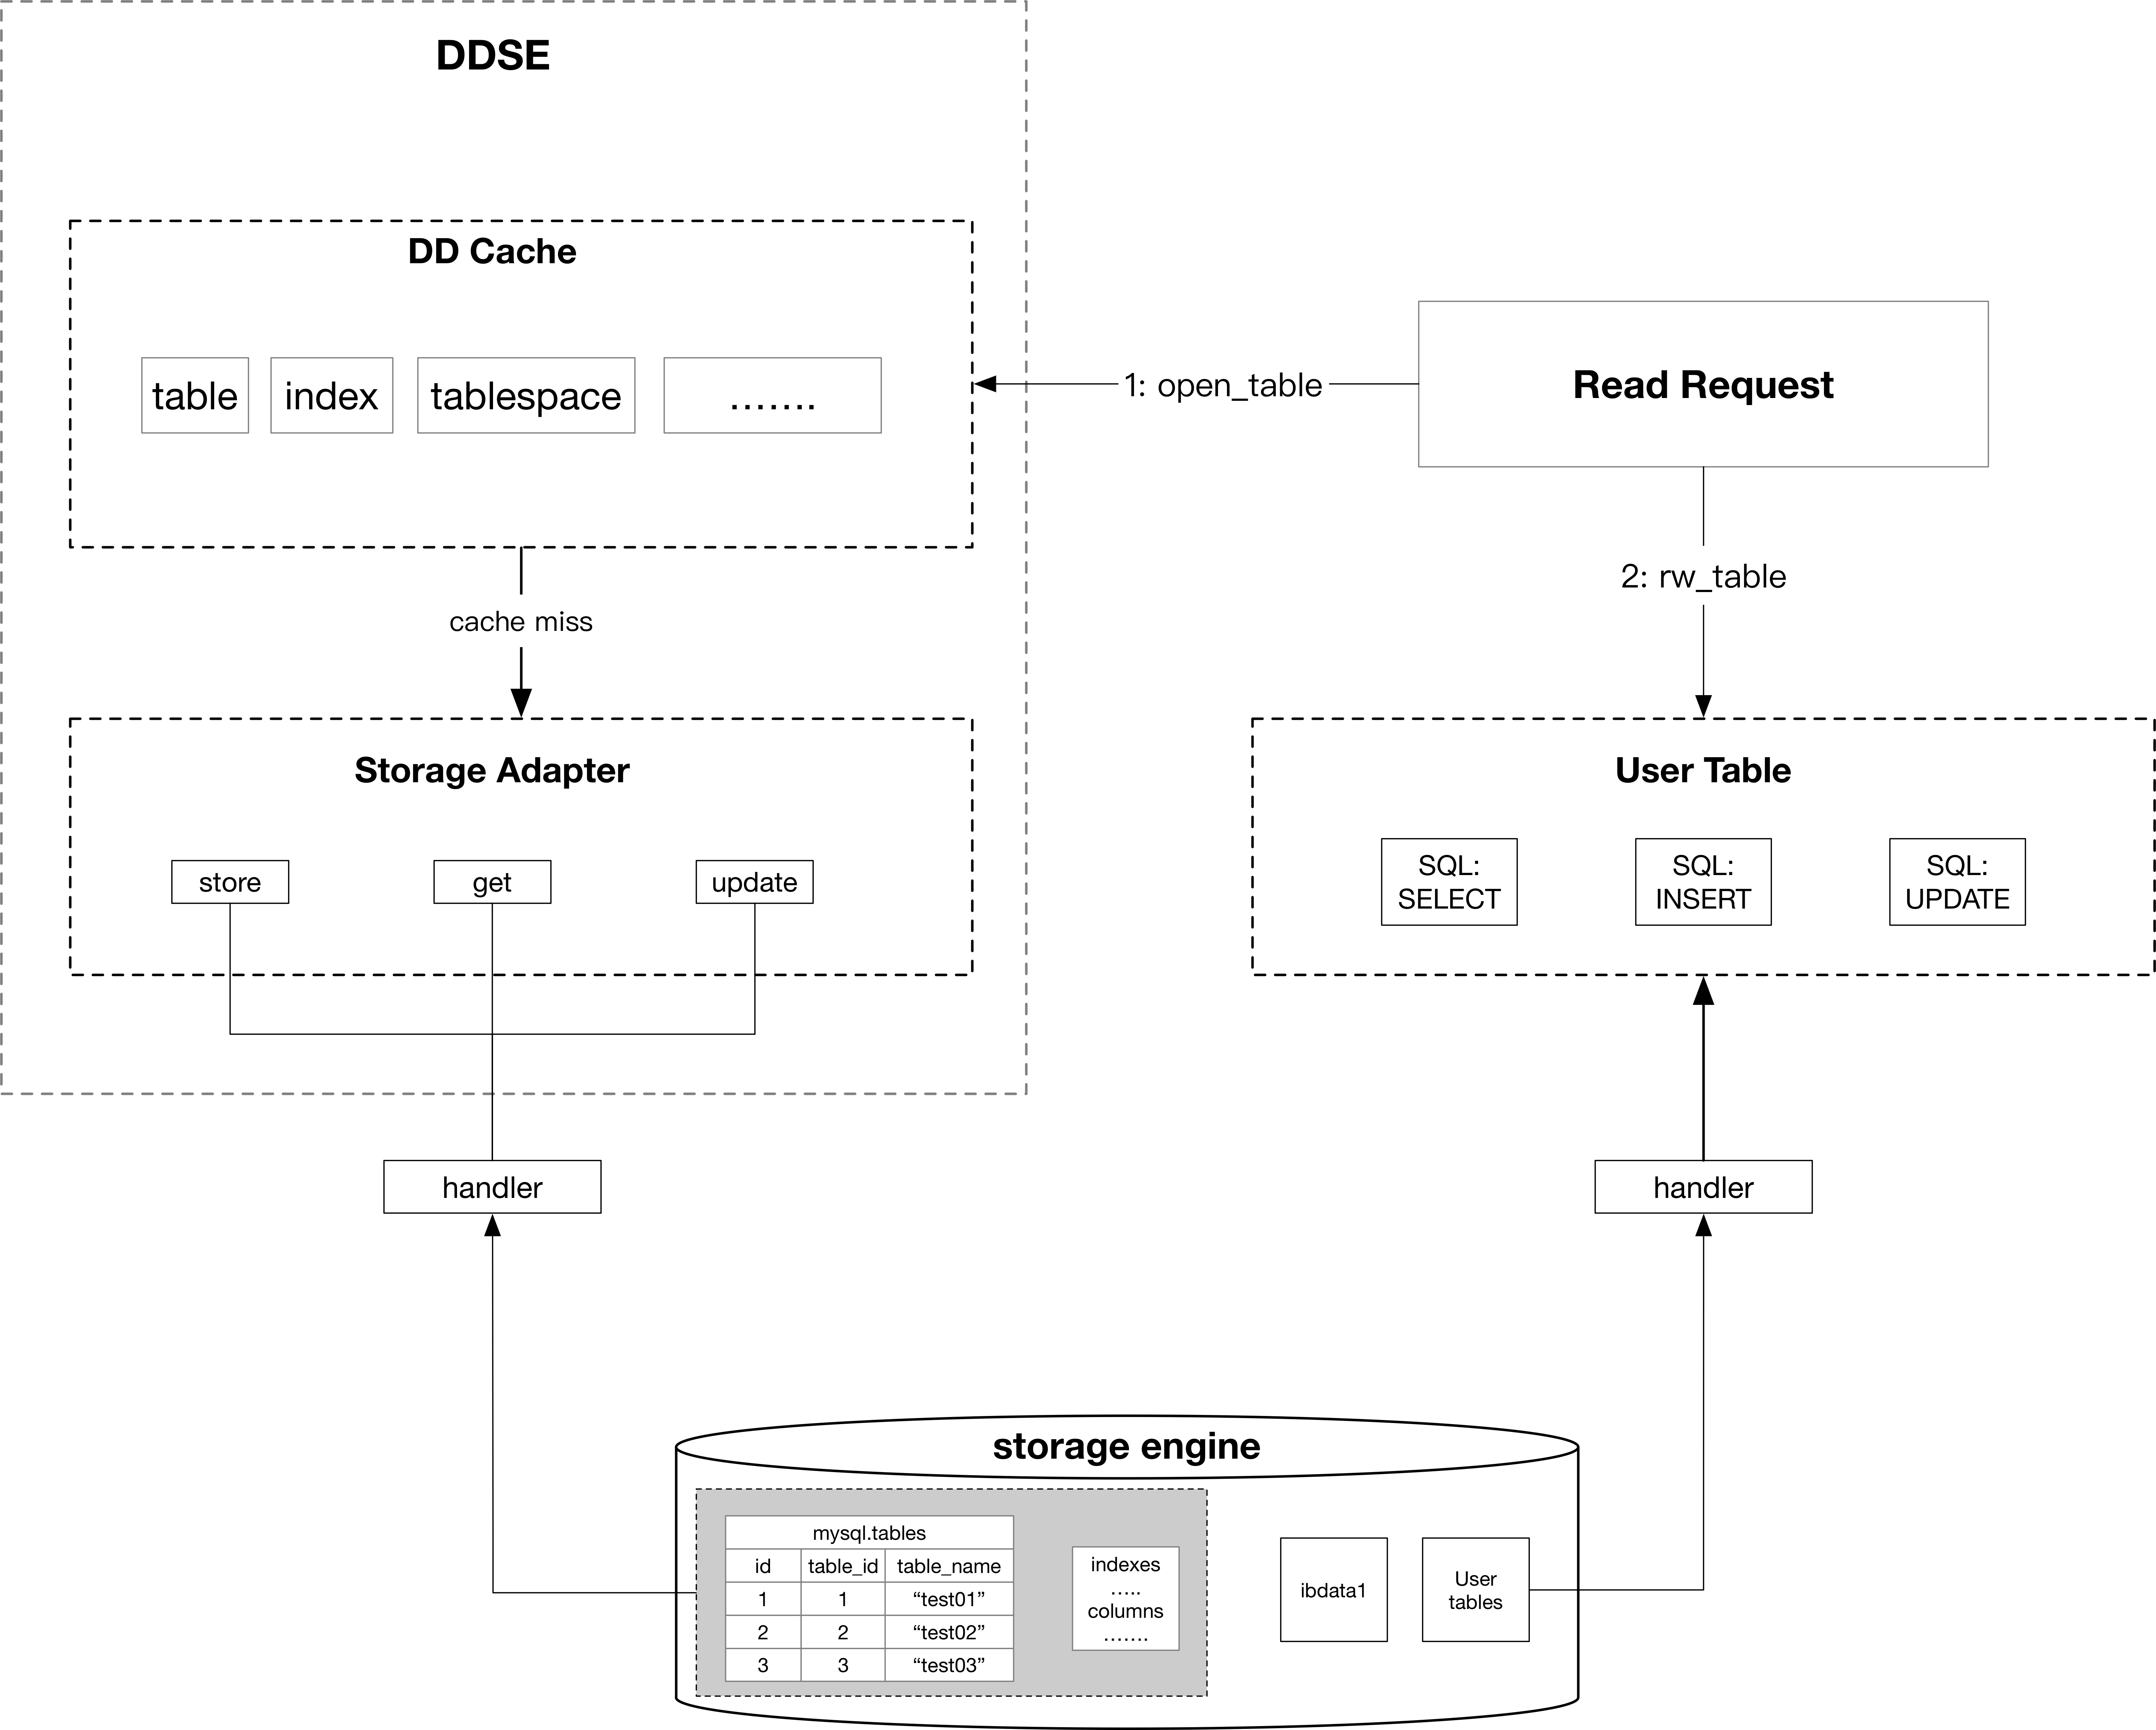 DDSE
DD Cache
table
index
tablespace
.......
1: open_table
Read Request
cache miss
2: rw_table
Storage Adapter
store
get
update
User Table
SQL:
SELECT
SQL:
INSERT
SQL:
UPDATE
handler
handler
storage engine
mysql.tables
id table_id table_name
1 1 “test01”
2 2 “test02”
3 3 “test03”
indexes
.....
columns
.......
ibdata1
User
tables